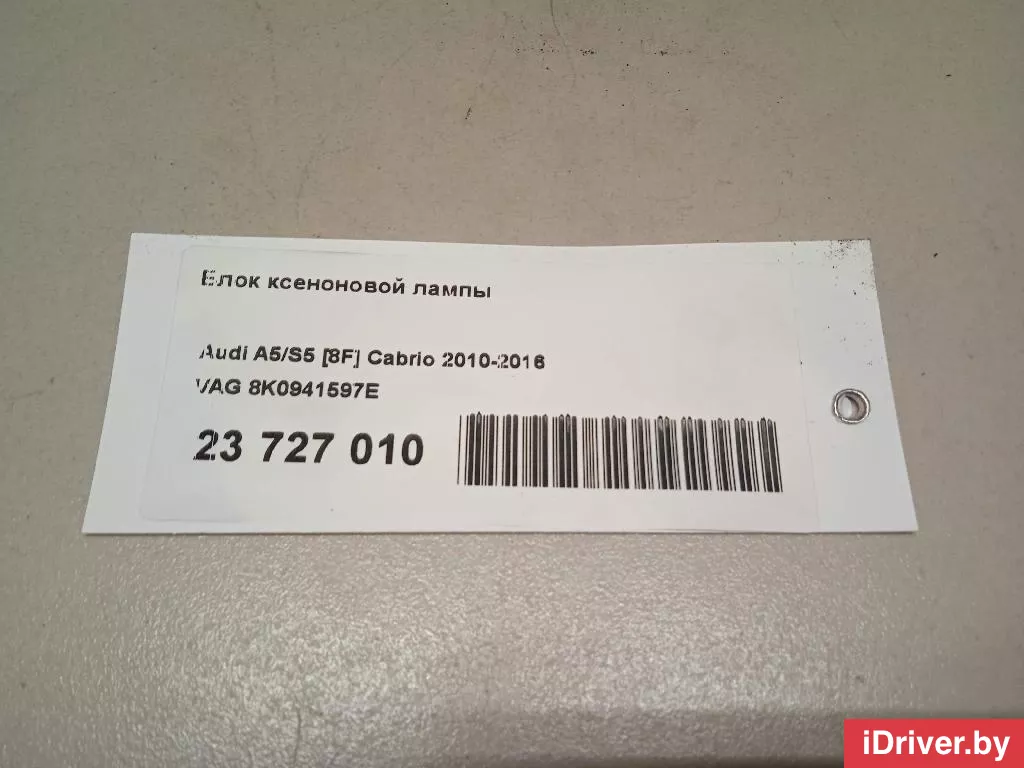 Блок ксеноновой лампы
Audi A5/S5 [8F] Cabrio 2010-2016
VAG 8K0941597E
23 727 010
iDriver.by